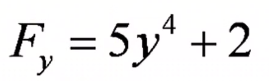 F_y = 5y^4 + 2